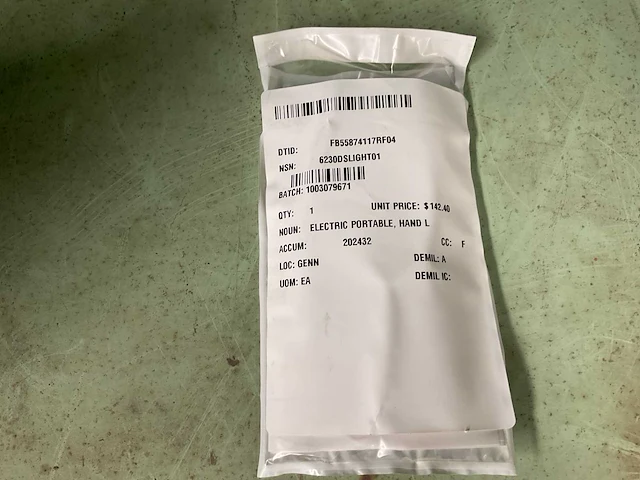 DTID: FB55874117RF04
NSN: 6230DSLIGHT01
BATCH: 1003079671
QTY: 1 UNIT PRICE: $142.40
NOUN: ELECTRIC PORTABLE, HAND L
ACCUM: 202432 CC: F
LOC: GENN DEMIL: A
UOM: EA DEMIL IC: